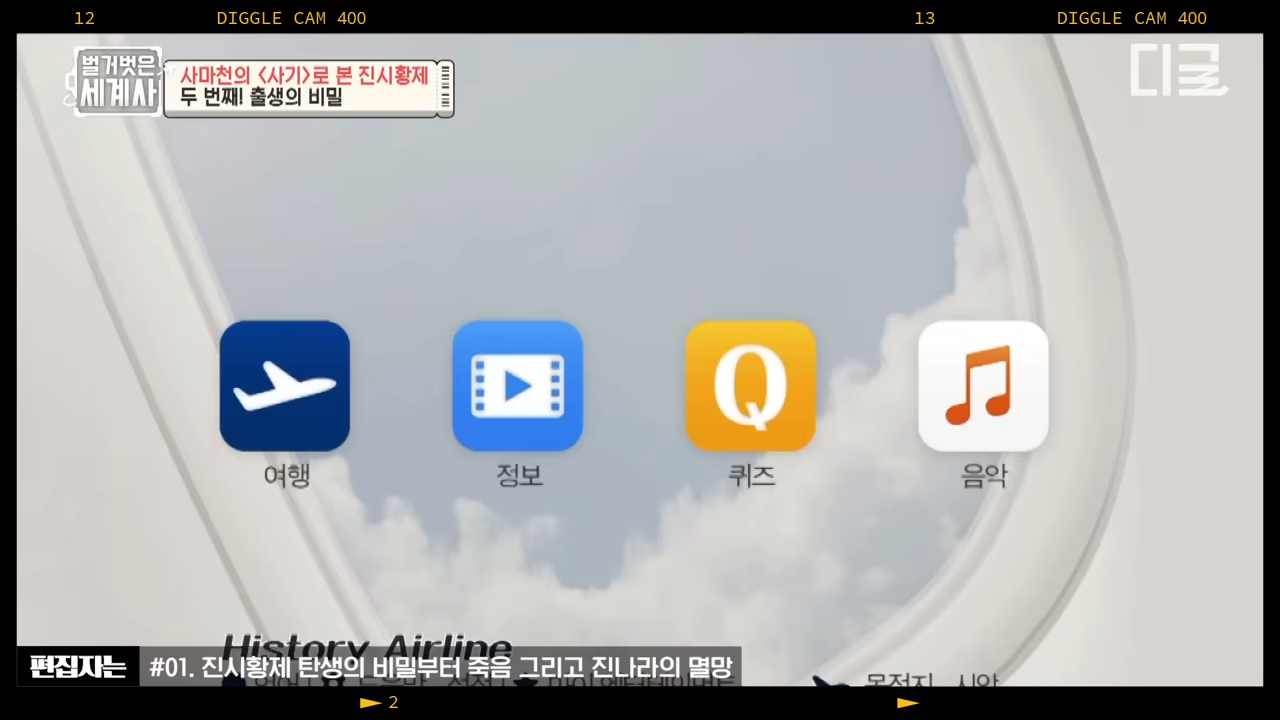 12 DIGGLE CAM 400 13 DIGGLE CAM 400
벌거벗은
세계사
사마천의 <사기>로 본 진시황제
두 번째! 출생의 비밀
디글
Q
여행 정보 퀴즈 음악
History Airline
편집자는 #01. 진시황제 탄생의 비밀부터 죽음 그리고 진나라의 멸망
목적지 시안
2